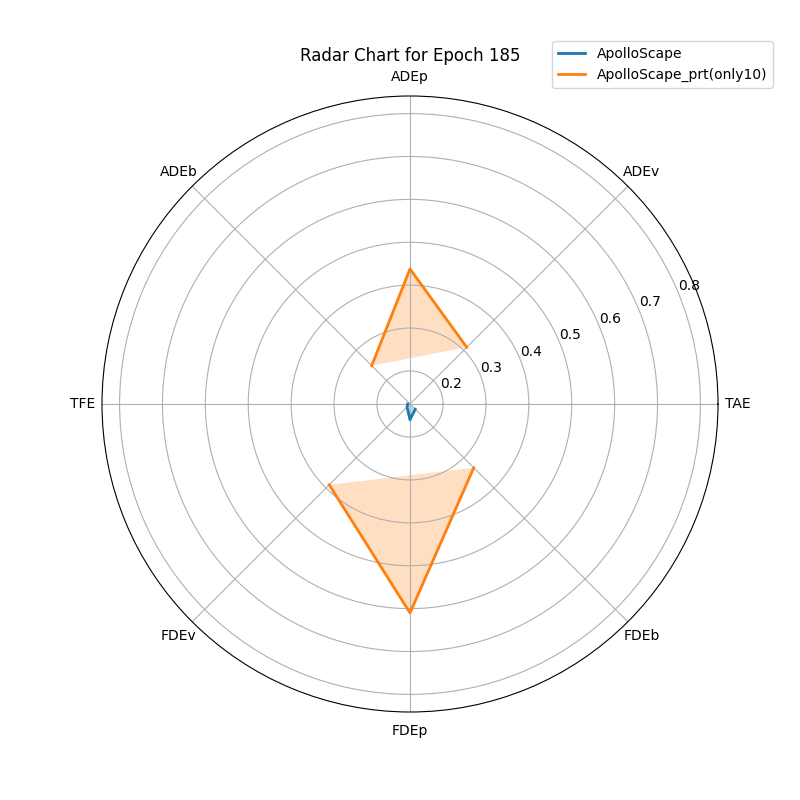 Radar Chart for Epoch 185
ApolloScape
ApolloScape_prt(only10)
ADEp
ADEb
ADEv
0.8
0.7
0.6
0.5
0.4
0.3
0.2
TFE
TAE
FDEv
FDEb
FDEp